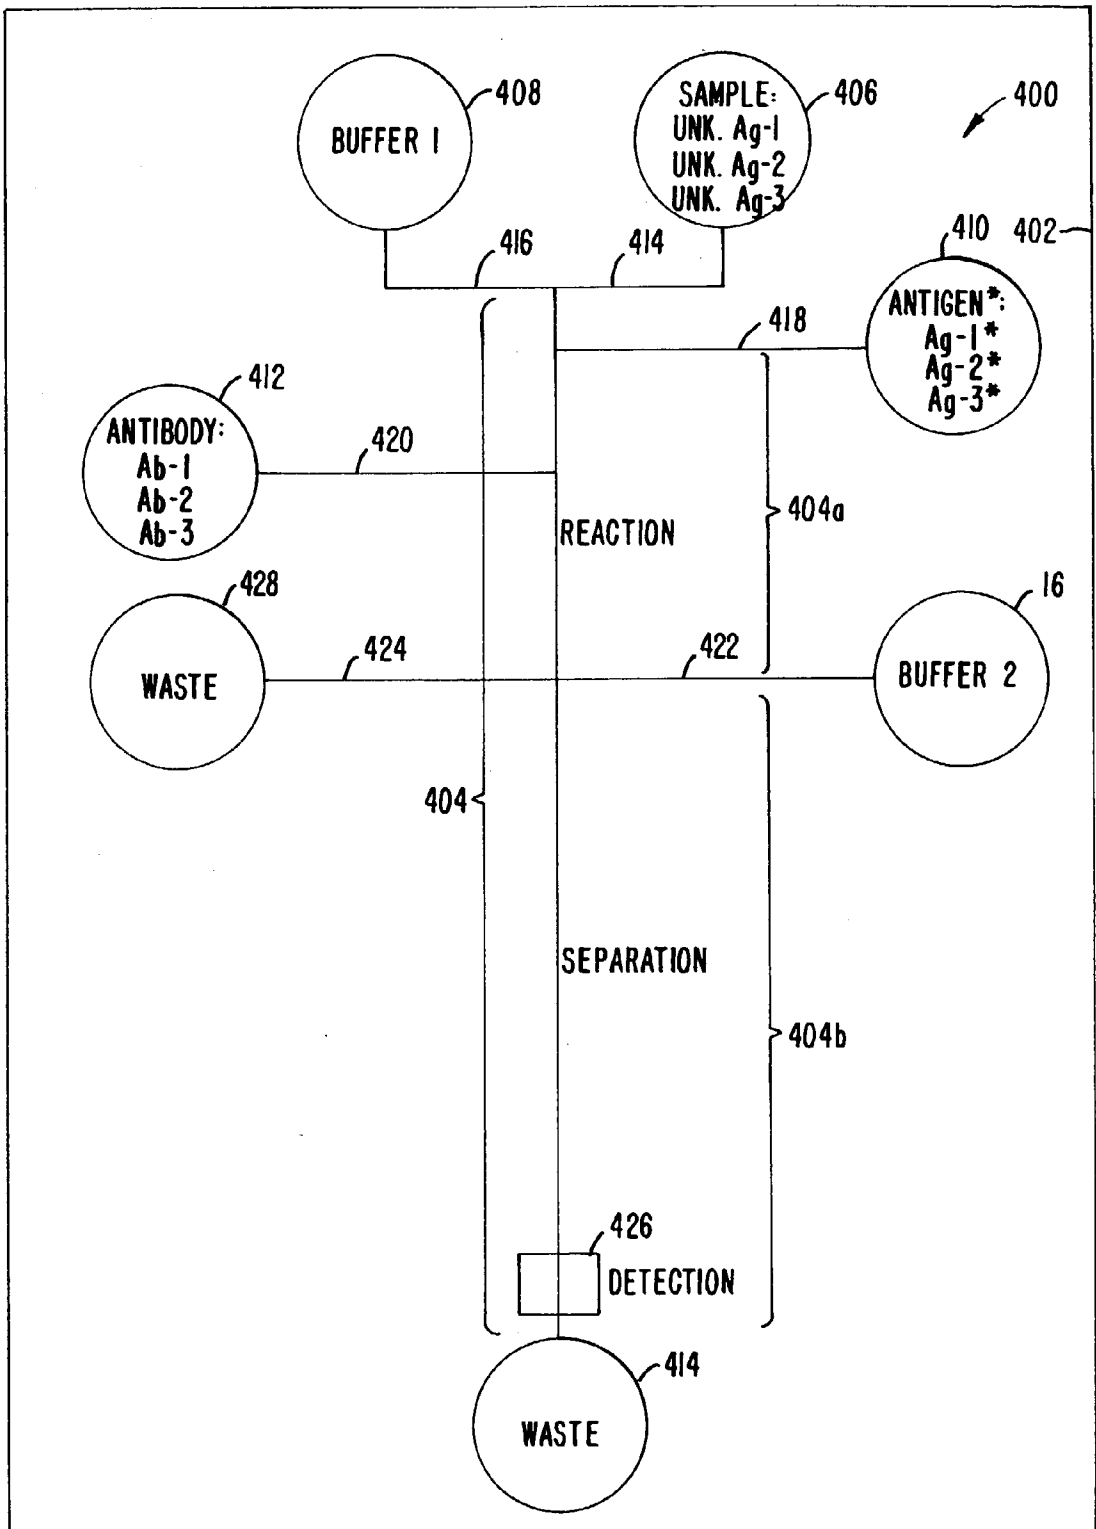 408
BUFFER 1
SAMPLE:
UNK. Ag-1
UNK. Ag-2
UNK. Ag-3
406
400
416
414
410
402
ANTIGEN*:
Ag-1*
Ag-2*
Ag-3*
418
412
ANTIBODY:
Ab-1
Ab-2
Ab-3
420
REACTION
404a
428
WASTE
424
422
16
BUFFER 2
404
SEPARATION
404b
426
DETECTION
414
WASTE